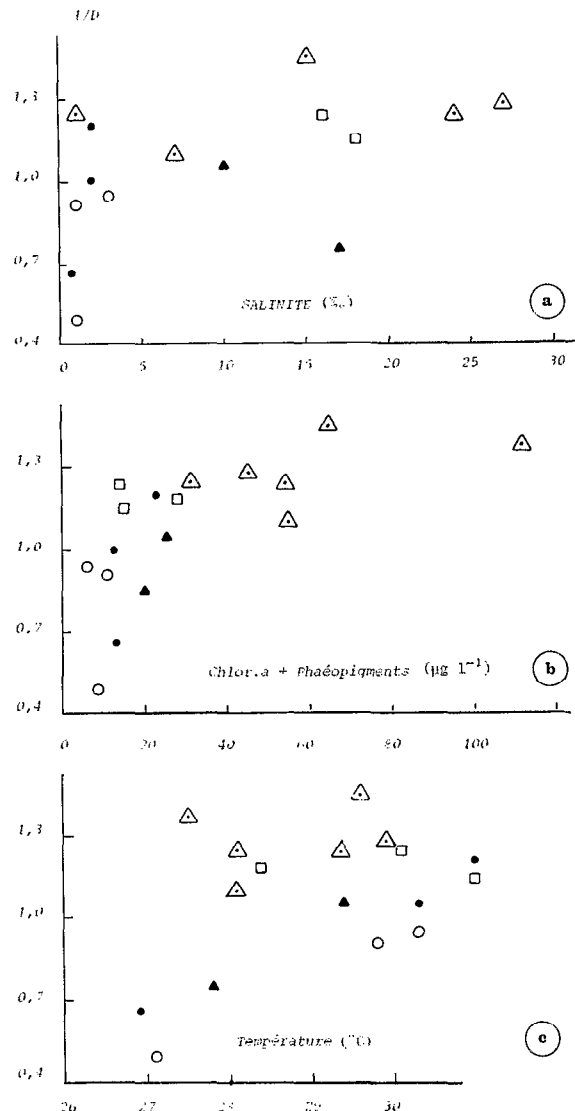 1/D
1,3
1,0
0,7
0,4
SALINITE (‰)
a
0 5 10 15 20 25 30
1,3
1,0
0,7
0,4
Chlor.a + Phaéopigments (µg l⁻¹)
b
0 20 40 60 80 100
1,3
1,0
0,7
0,4
Température (°C)
c
26 27 28 29 30